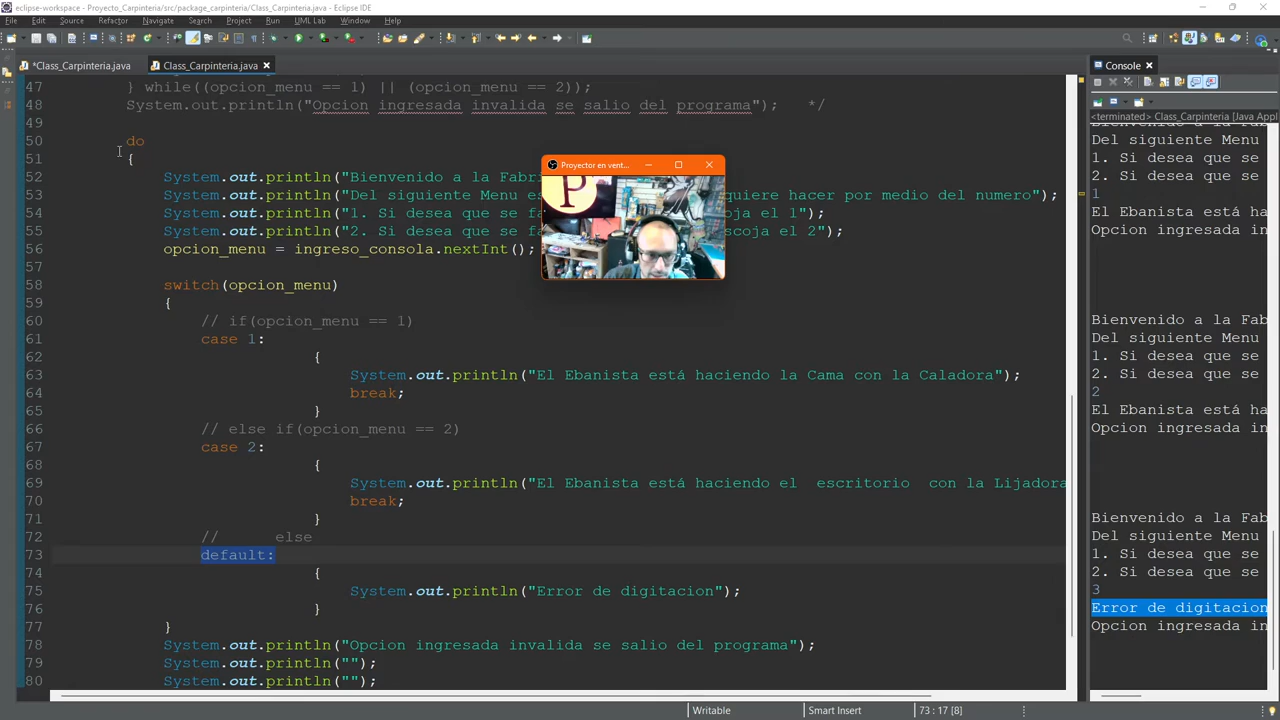 eclipse-workspace - Proyecto_Carpinteria/src/package_carpinteria/Class_Carpinteria.java - Eclipse IDE
File Edit Source Refactor Navigate Search Project Run UML Lab Window Help
*Class_Carpinteria.java Class_Carpinteria.java
47 } while((opcion_menu == 1) || (opcion_menu == 2));
48 System.out.println("Opcion ingresada invalida se salio del programa"); */
49
50 do
51 {
52 System.out.println("Bienvenido a la Fabri
53 System.out.println("Del siguiente Menu es quiere hacer por medio del numero");
54 System.out.println("1. Si desea que se fa coja el 1");
55 System.out.println("2. Si desea que se fa scoja el 2");
56 opcion_menu = ingreso_consola.nextInt();
57
58 switch(opcion_menu)
59 {
60 // if(opcion_menu == 1)
61 case 1:
62 {
63 System.out.println("El Ebanista está haciendo la Cama con la Caladora");
64 break;
65 }
66 // else if(opcion_menu == 2)
67 case 2:
68 {
69 System.out.println("El Ebanista está haciendo el  escritorio  con la Lijadora
70 break;
71 }
72 // else
73 default:
74 {
75 System.out.println("Error de digitacion");
76 }
77 }
78 System.out.println("Opcion ingresada invalida se salio del programa");
79 System.out.println("");
80 System.out.println("");
Proyector en vent...
P
Console
<terminated> Class_Carpinteria [Java Appl
Bienvenido a la Fab
Del siguiente Menu
1. Si desea que se
2. Si desea que se
1
El Ebanista está ha
Opcion ingresada in
Bienvenido a la Fab
Del siguiente Menu
1. Si desea que se
2. Si desea que se
2
El Ebanista está ha
Opcion ingresada in
Bienvenido a la Fab
Del siguiente Menu
1. Si desea que se
2. Si desea que se
3
Error de digitacion
Opcion ingresada in
Writable Smart Insert 73 : 17 [8]